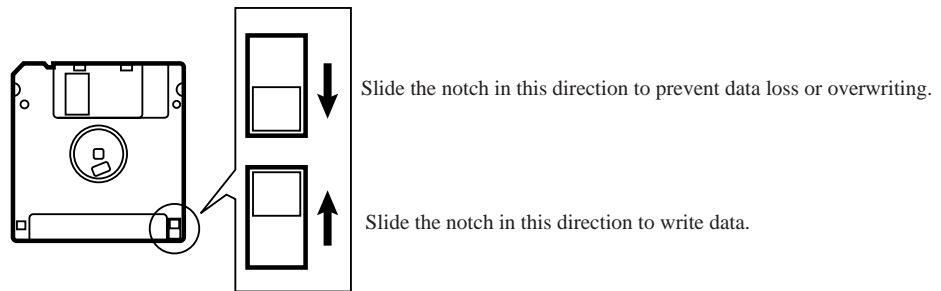 Slide the notch in this direction to prevent data loss or overwriting.
Slide the notch in this direction to write data.